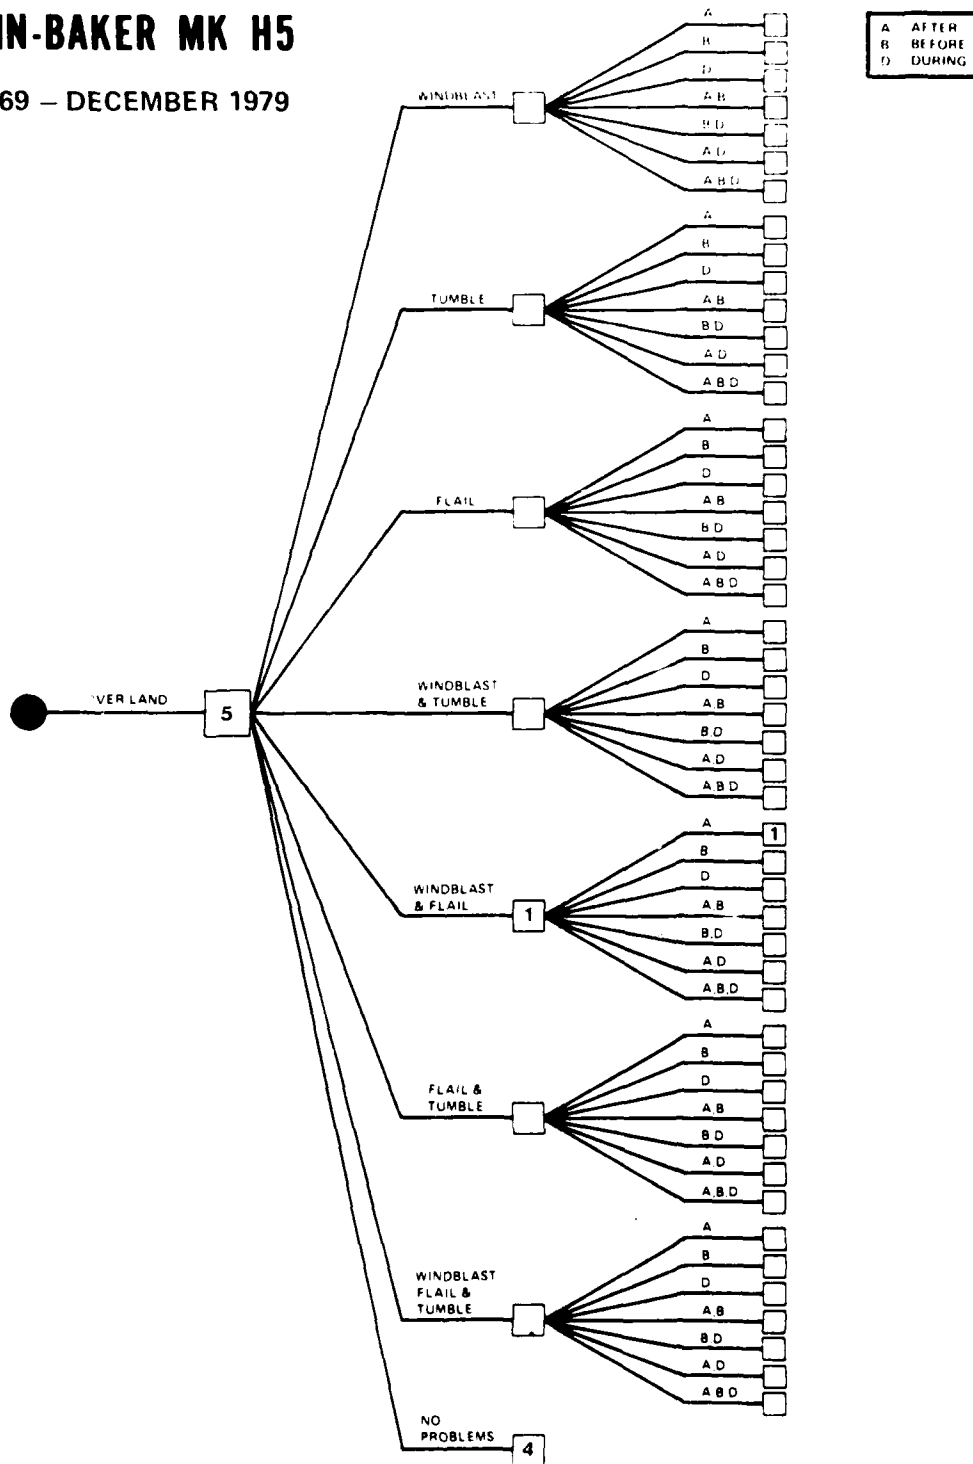 IN-BAKER MK H5
69 – DECEMBER 1979
A AFTER
B BEFORE
D DURING
WINDBLAST
A
B
D
A B
B D
A D
A B D
TUMBLE
A
B
D
A B
B D
A D
A B D
FLAIL
A
B
D
A B
B D
A D
A B D
VER LAND
5
WINDBLAST
& TUMBLE
A
B
D
A,B
B,D
A,D
A,B D
WINDBLAST
& FLAIL
1
A
1
B
D
A,B
B,D
A,D
A,B,D
FLAIL &
TUMBLE
A
B
D
A,B
B D
A,D
A,B,D
WINDBLAST
FLAIL &
TUMBLE
A
B
D
A,B
B D
A,D
A B D
NO
PROBLEMS
4